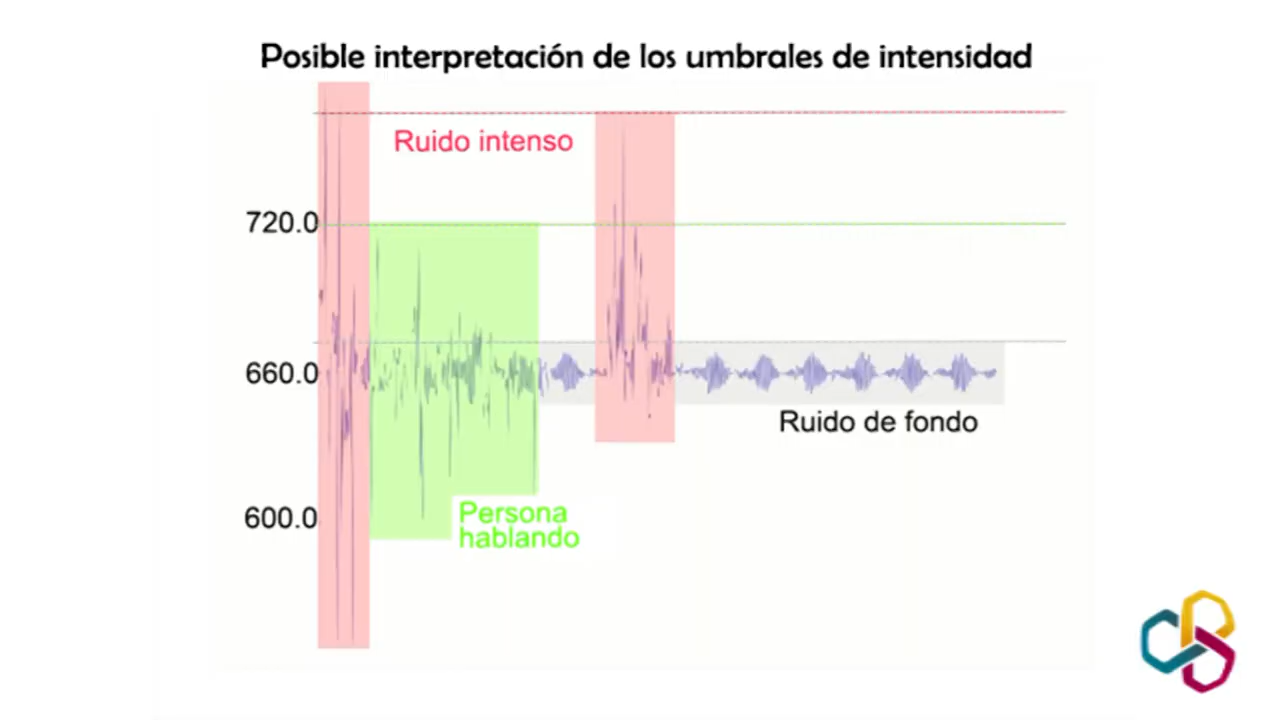 Posible interpretación de los umbrales de intensidad
Ruido intenso
720.0
660.0
Ruido de fondo
600.0
Persona
hablando